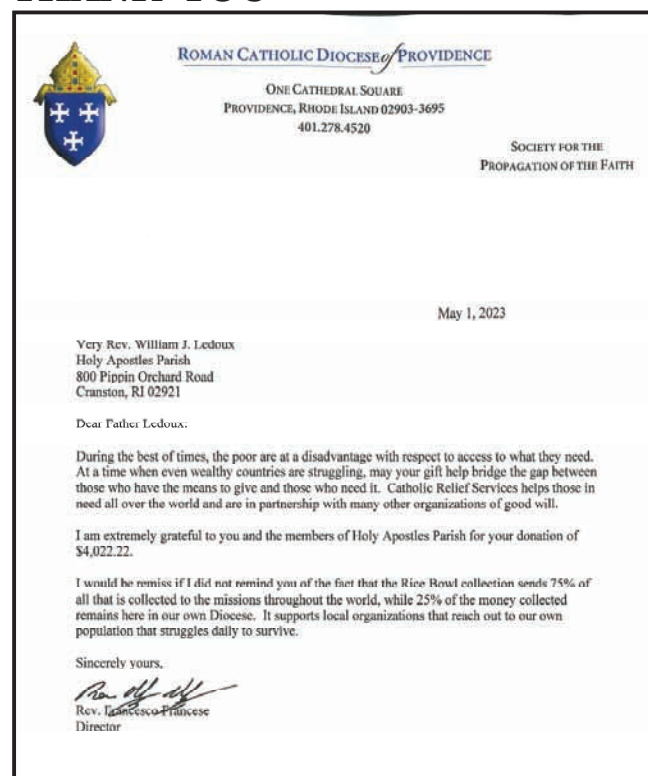 ROMAN CATHOLIC DIOCESE of PROVIDENCE
ONE CATHEDRAL SQUARE
PROVIDENCE, RHODE ISLAND 02903-3695
401.278.4520
SOCIETY FOR THE
PROPAGATION OF THE FAITH
May 1, 2023
Very Rev. William J. Ledoux
Holy Apostles Parish
800 Pippin Orchard Road
Cranston, RI 02921
Dear Father Ledoux:
During the best of times, the poor are at a disadvantage with respect to access to what they need.
At a time when even wealthy countries are struggling, may your gift help bridge the gap between
those who have the means to give and those who need it. Catholic Relief Services helps those in
need all over the world and are in partnership with many other organizations of good will.
I am extremely grateful to you and the members of Holy Apostles Parish for your donation of
$4,022.22.
I would be remiss if I did not remind you of the fact that the Rice Bowl collection sends 75% of
all that is collected to the missions throughout the world, while 25% of the money collected
remains here in our own Diocese. It supports local organizations that reach out to our own
population that struggles daily to survive.
Sincerely yours,
Rev. Francesco Francese
Director